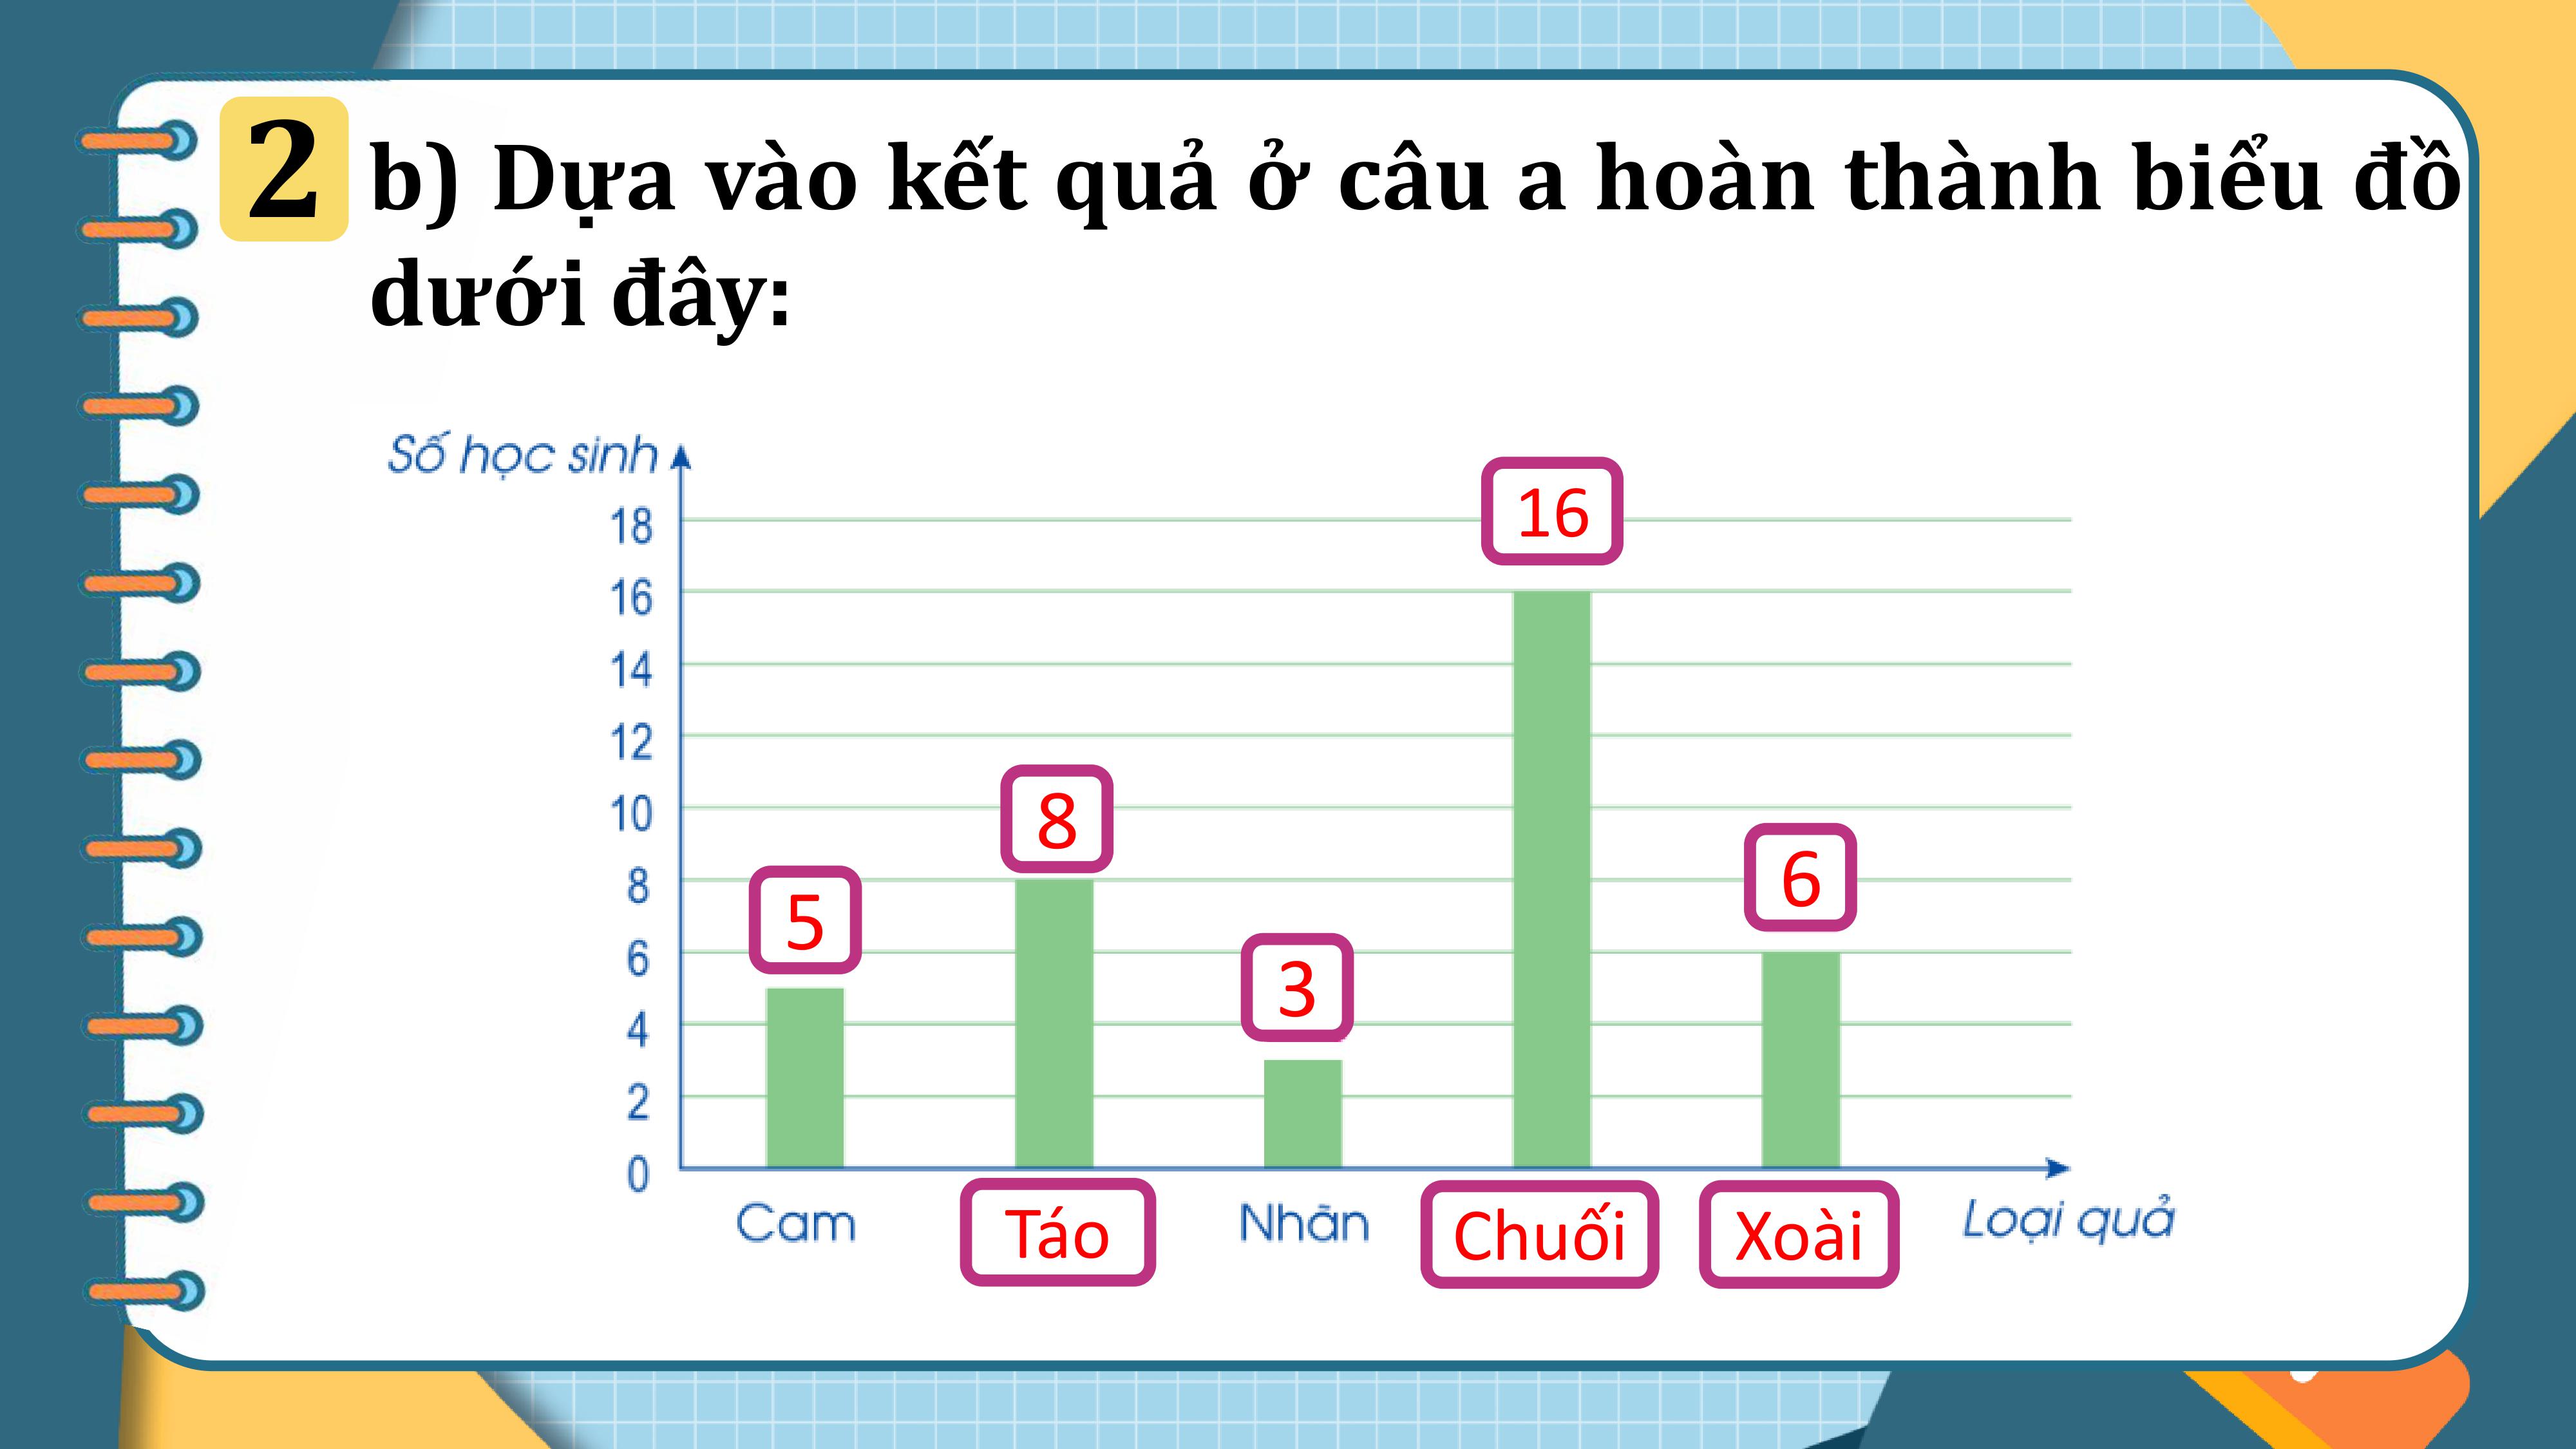 2
b) Dựa vào kết quả ở câu a hoàn thành biểu đồ
dưới đây:
Số học sinh
18
16
14
12
10
8
6
4
2
0
5
8
3
16
6
Cam
Táo
Nhãn
Chuối
Xoài
Loại quả